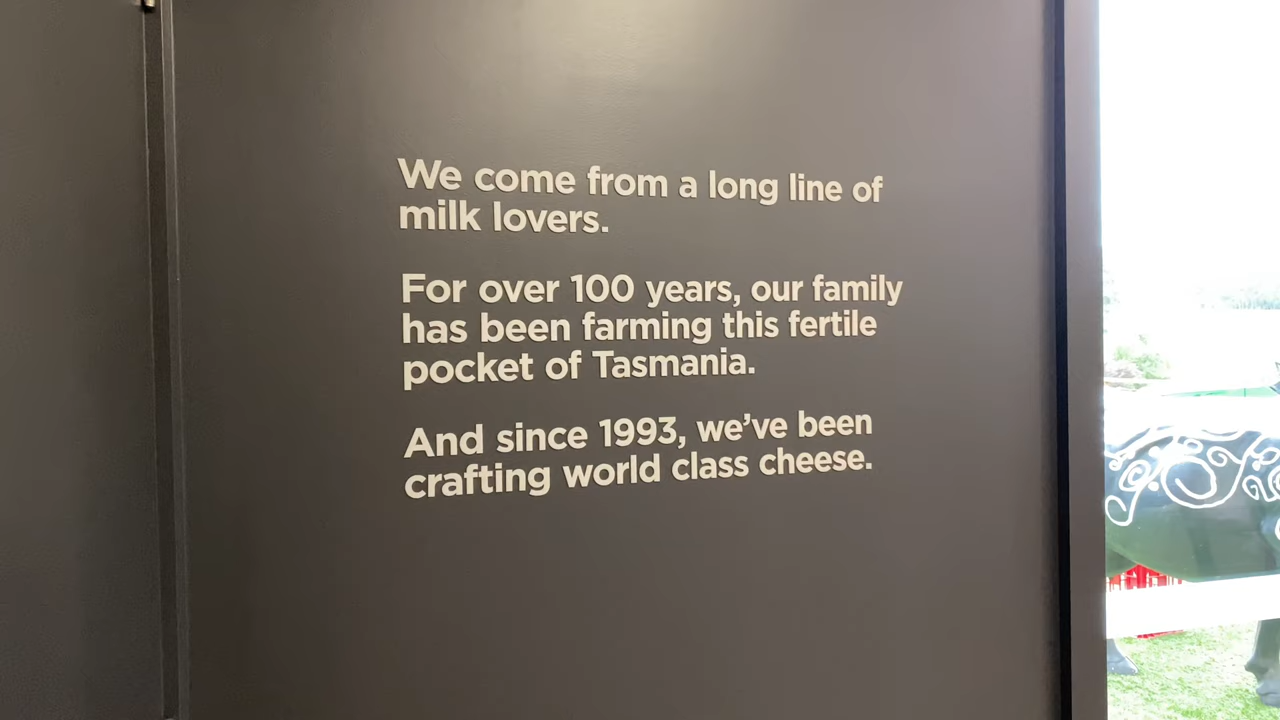 We come from a long line of
milk lovers.
For over 100 years, our family
has been farming this fertile
pocket of Tasmania.
And since 1993, we’ve been
crafting world class cheese.